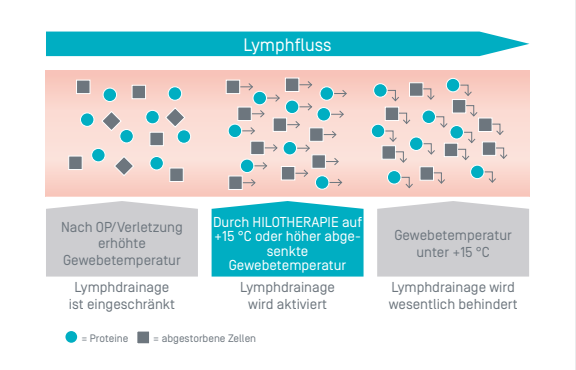 Lymphfluss
Nach OP/Verletzung
erhöhte
Gewebetemperatur
Durch HILOTHERAPIE auf
+15 °C oder höher abge-
senkte
Gewebetemperatur
Gewebetemperatur
unter +15 °C
Lymphdrainage
ist eingeschränkt
Lymphdrainage
wird aktiviert
Lymphdrainage wird
wesentlich behindert
= Proteine
= abgestorbene Zellen